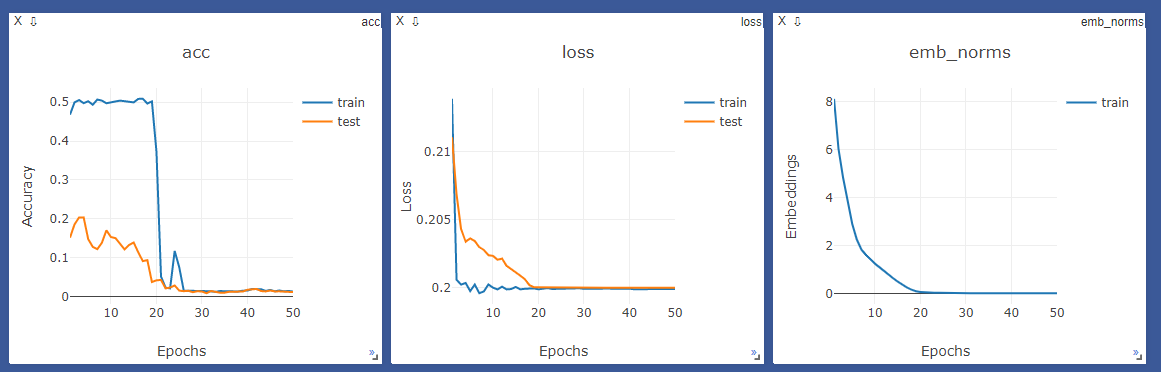 X ⇩ acc
acc
0.5
0.4
0.3
0.2
0.1
0
Accuracy
10 20 30 40 50
Epochs
train
test
»
X ⇩ loss
loss
0.21
0.205
0.2
Loss
10 20 30 40 50
Epochs
train
test
»
X ⇩ emb_norms
emb_norms
8
6
4
2
0
Embeddings
10 20 30 40 50
Epochs
train
»